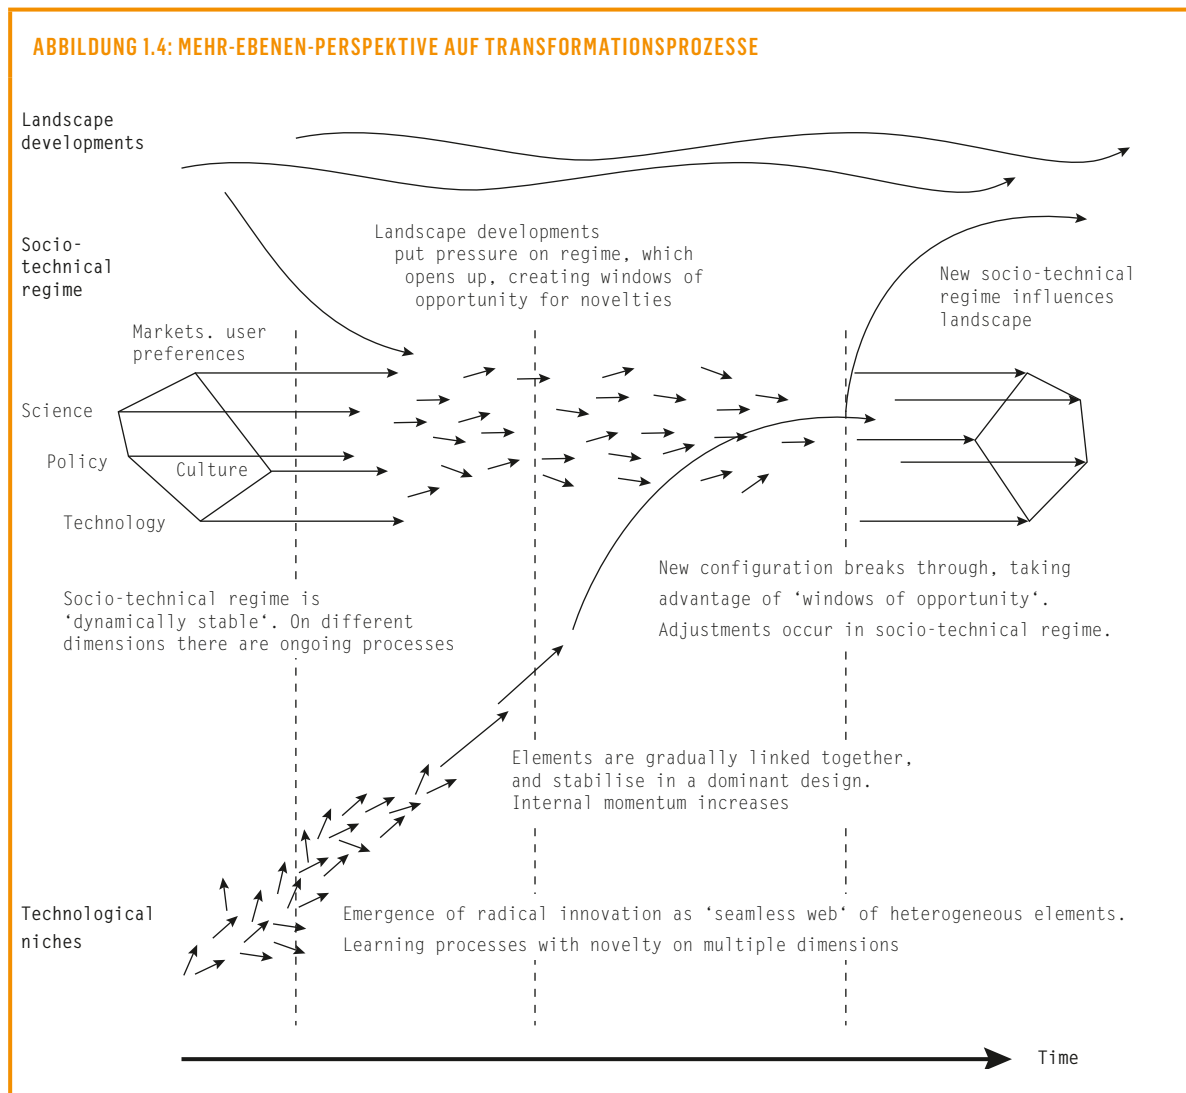 ABBILDUNG 1.4: MEHR-EBENEN-PERSPEKTIVE AUF TRANSFORMATIONSPROZESSE
Landscape
developments
Socio-
technical
regime
Landscape developments
put pressure on regime, which
opens up, creating windows of
opportunity for novelties
New socio-technical
regime influences
landscape
Markets. user
preferences
Science
Policy
Culture
Technology
Socio-technical regime is
‘dynamically stable‘. On different
dimensions there are ongoing processes
New configuration breaks through, taking
advantage of ‘windows of opportunity‘.
Adjustments occur in socio-technical regime.
Elements are gradually linked together,
and stabilise in a dominant design.
Internal momentum increases
Technological
niches
Emergence of radical innovation as ‘seamless web‘ of heterogeneous elements.
Learning processes with novelty on multiple dimensions
Time